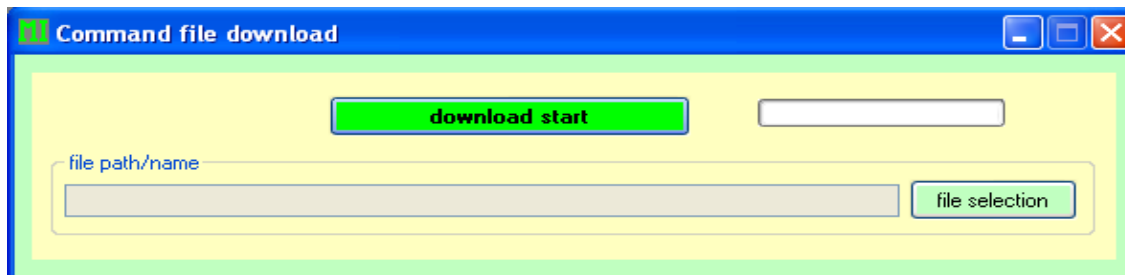 Command file download
download start
file path/name
file selection